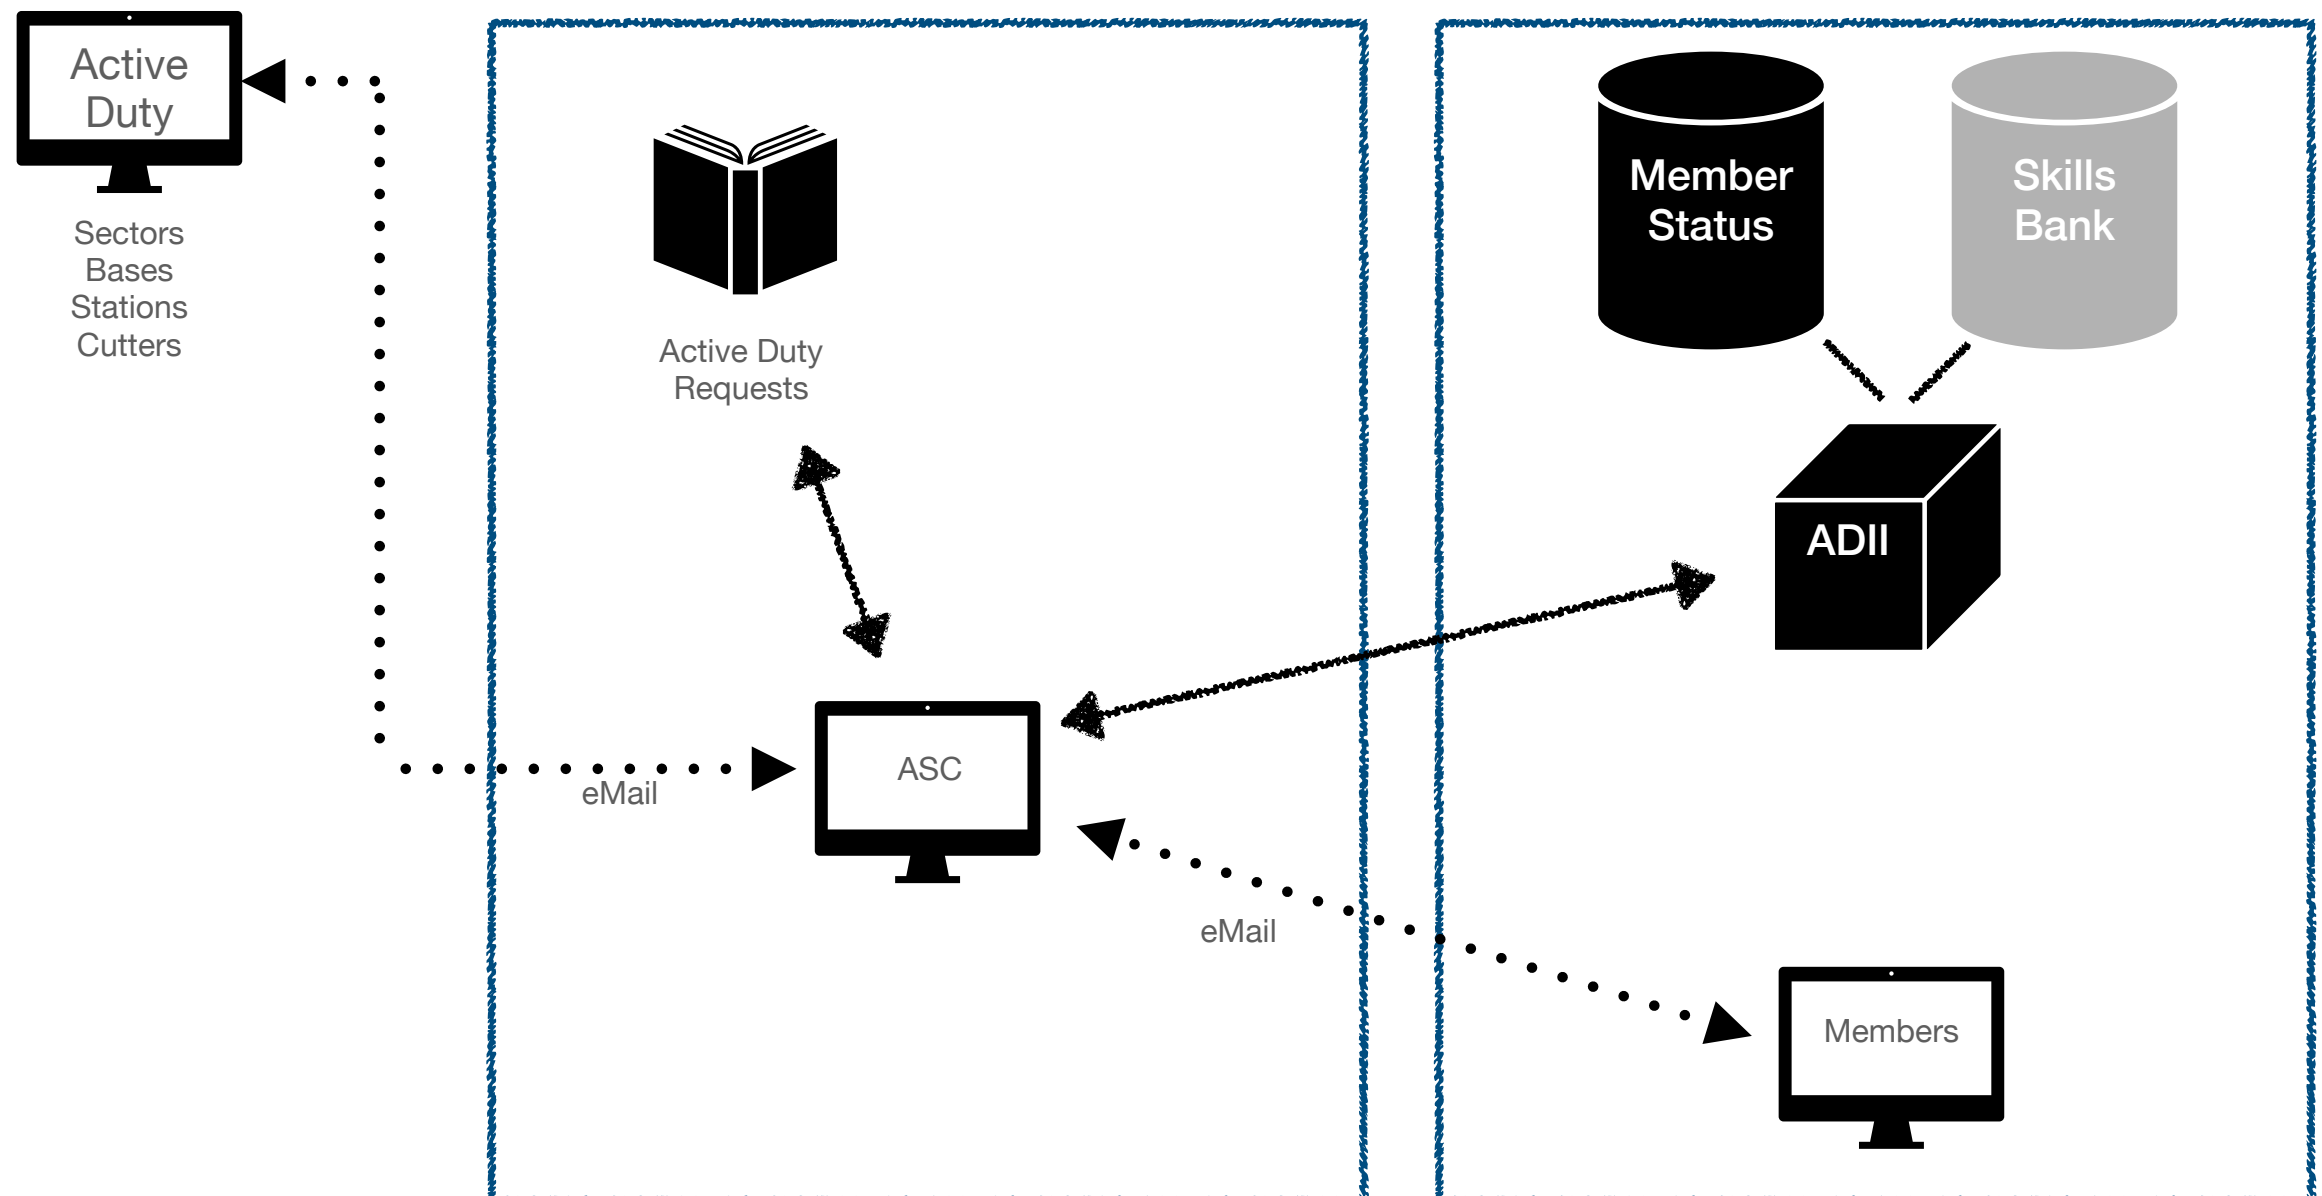 Active
Duty
Sectors
Bases
Stations
Cutters
Active Duty
Requests
Member
Status
Skills
Bank
ADII
ASC
eMail
eMail
Members